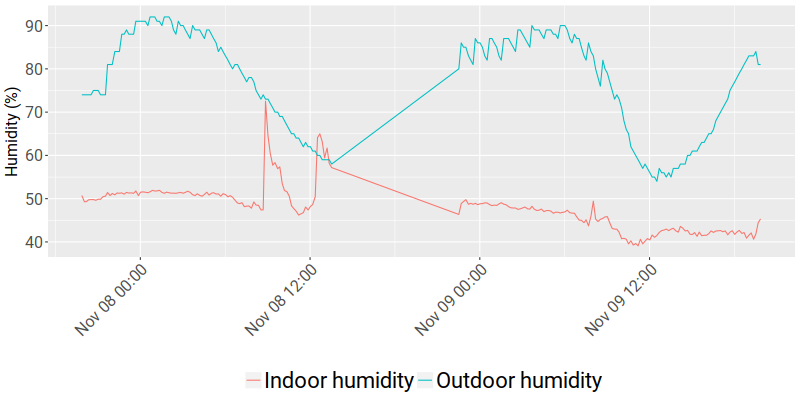 Humidity (%)
90
80
70
60
50
40
Nov 08 00:00
Nov 08 12:00
Nov 09 00:00
Nov 09 12:00
Indoor humidity Outdoor humidity